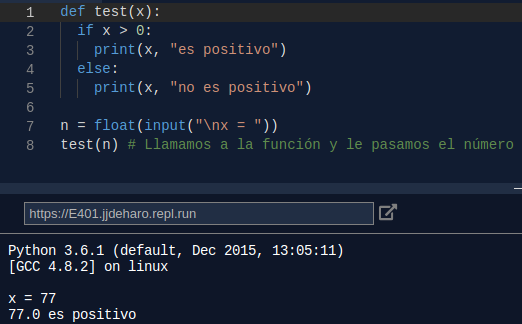 1 def test(x):
2 if x > 0:
3 print(x, "es positivo")
4 else:
5 print(x, "no es positivo")
6
7 n = float(input("\nx = "))
8 test(n) # Llamamos a la función y le pasamos el número
https://E401.jjdeharo.repl.run
Python 3.6.1 (default, Dec 2015, 13:05:11)
[GCC 4.8.2] on linux
x = 77
77.0 es positivo